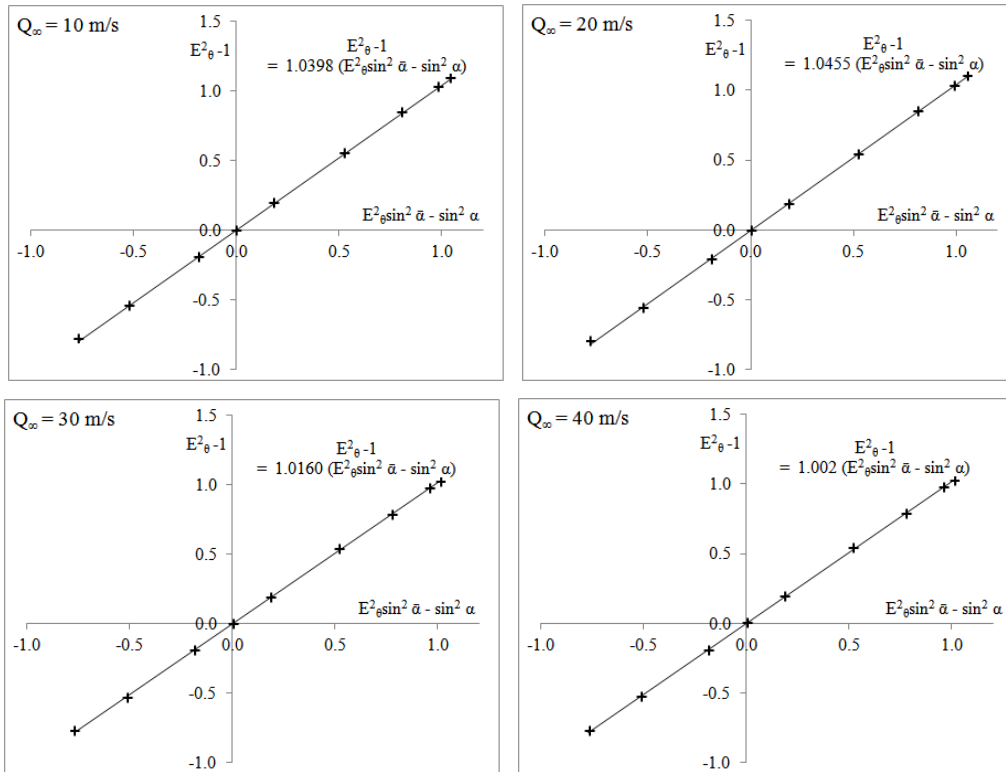 Q∞ = 10 m/s
1.5
E²θ-1
E²θ-1
= 1.0398 (E²θsin² ᾱ - sin² α)
1.0
0.5
E²θsin² ᾱ - sin² α
0.0
-1.0 -0.5 0.0 0.5 1.0
-0.5
-1.0
Q∞ = 20 m/s
1.5
E²θ-1
E²θ-1
= 1.0455 (E²θsin² ᾱ - sin² α)
1.0
0.5
E²θsin² ᾱ - sin² α
0.0
-1.0 -0.5 0.0 0.5 1.0
-0.5
-1.0
Q∞ = 30 m/s
1.5
E²θ-1
E²θ-1
= 1.0160 (E²θsin² ᾱ - sin² α)
1.0
0.5
E²θsin² ᾱ - sin² α
0.0
-1.0 -0.5 0.0 0.5 1.0
-0.5
-1.0
Q∞ = 40 m/s
1.5
E²θ-1
E²θ-1
= 1.002 (E²θsin² ᾱ - sin² α)
1.0
0.5
E²θsin² ᾱ - sin² α
0.0
-1.0 -0.5 0.0 0.5 1.0
-0.5
-1.0